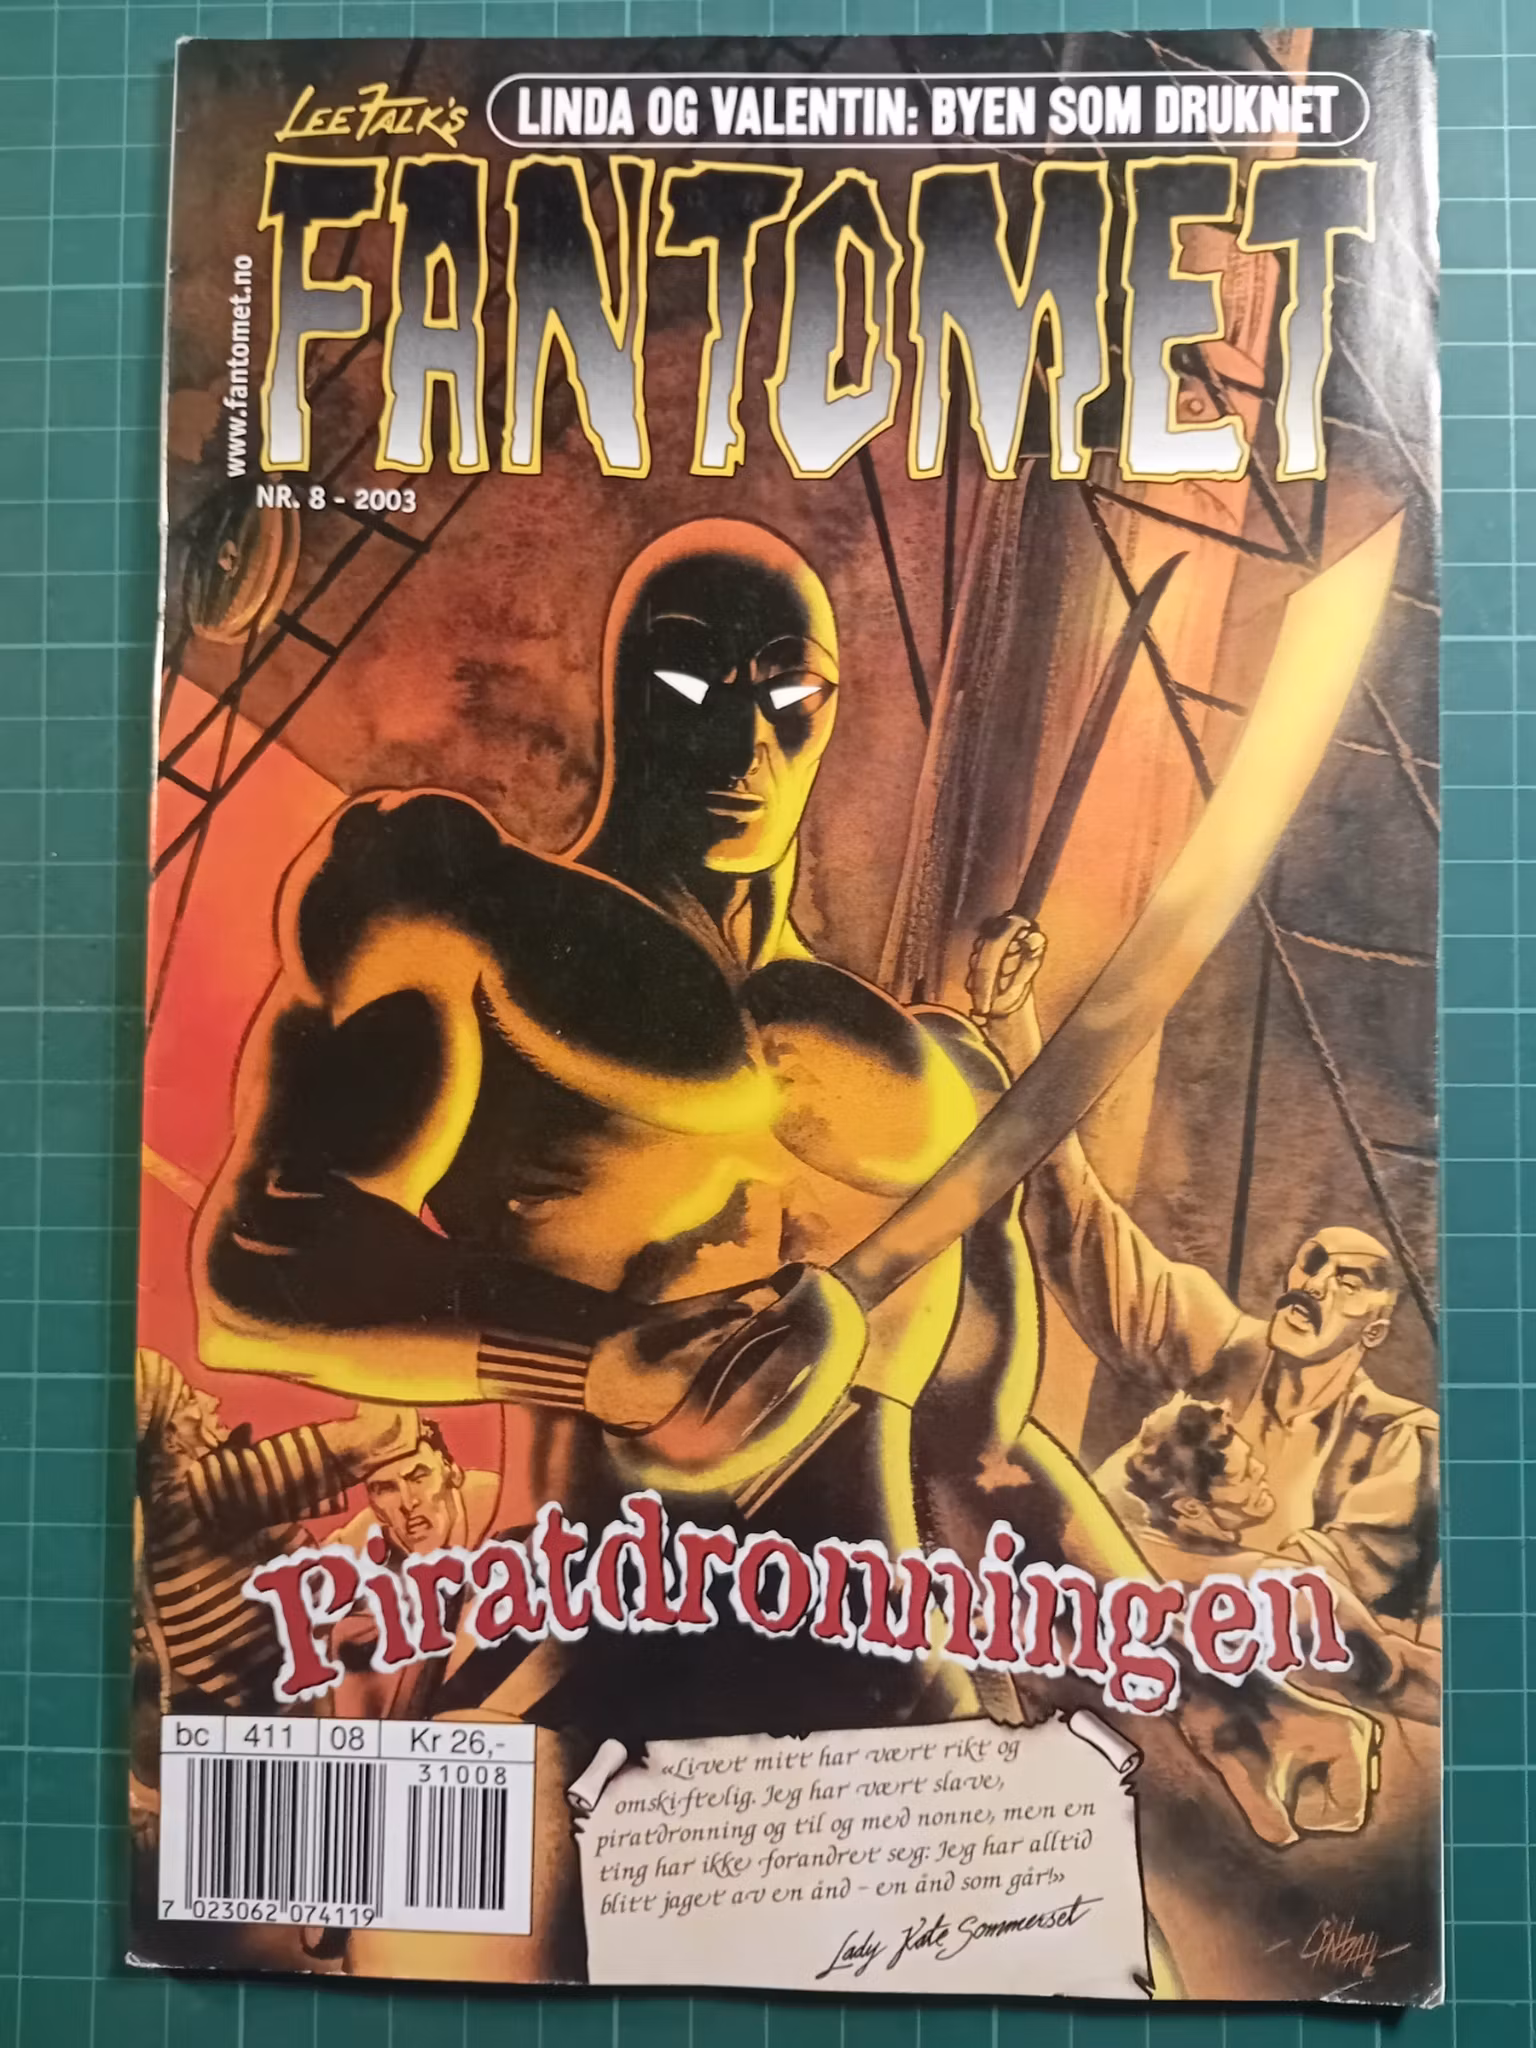 LEE FALK'S
LINDA OG VALENTIN: BYEN SOM DRUKNET
FANTOMET
www.fantomet.no
NR. 8 - 2003
Piratdronningen
bc 411 08 Kr 26,-
31008
7 023062 074119
«Livet mitt har vært rikt og
omskiftelig. Jeg har vært slave,
piratdronning og til og med nonne, men en
ting har ikke forandret seg: Jeg har alltid
blitt jaget av en ånd – en ånd som går!»
Lady Kate Sommerset
LINDAHL